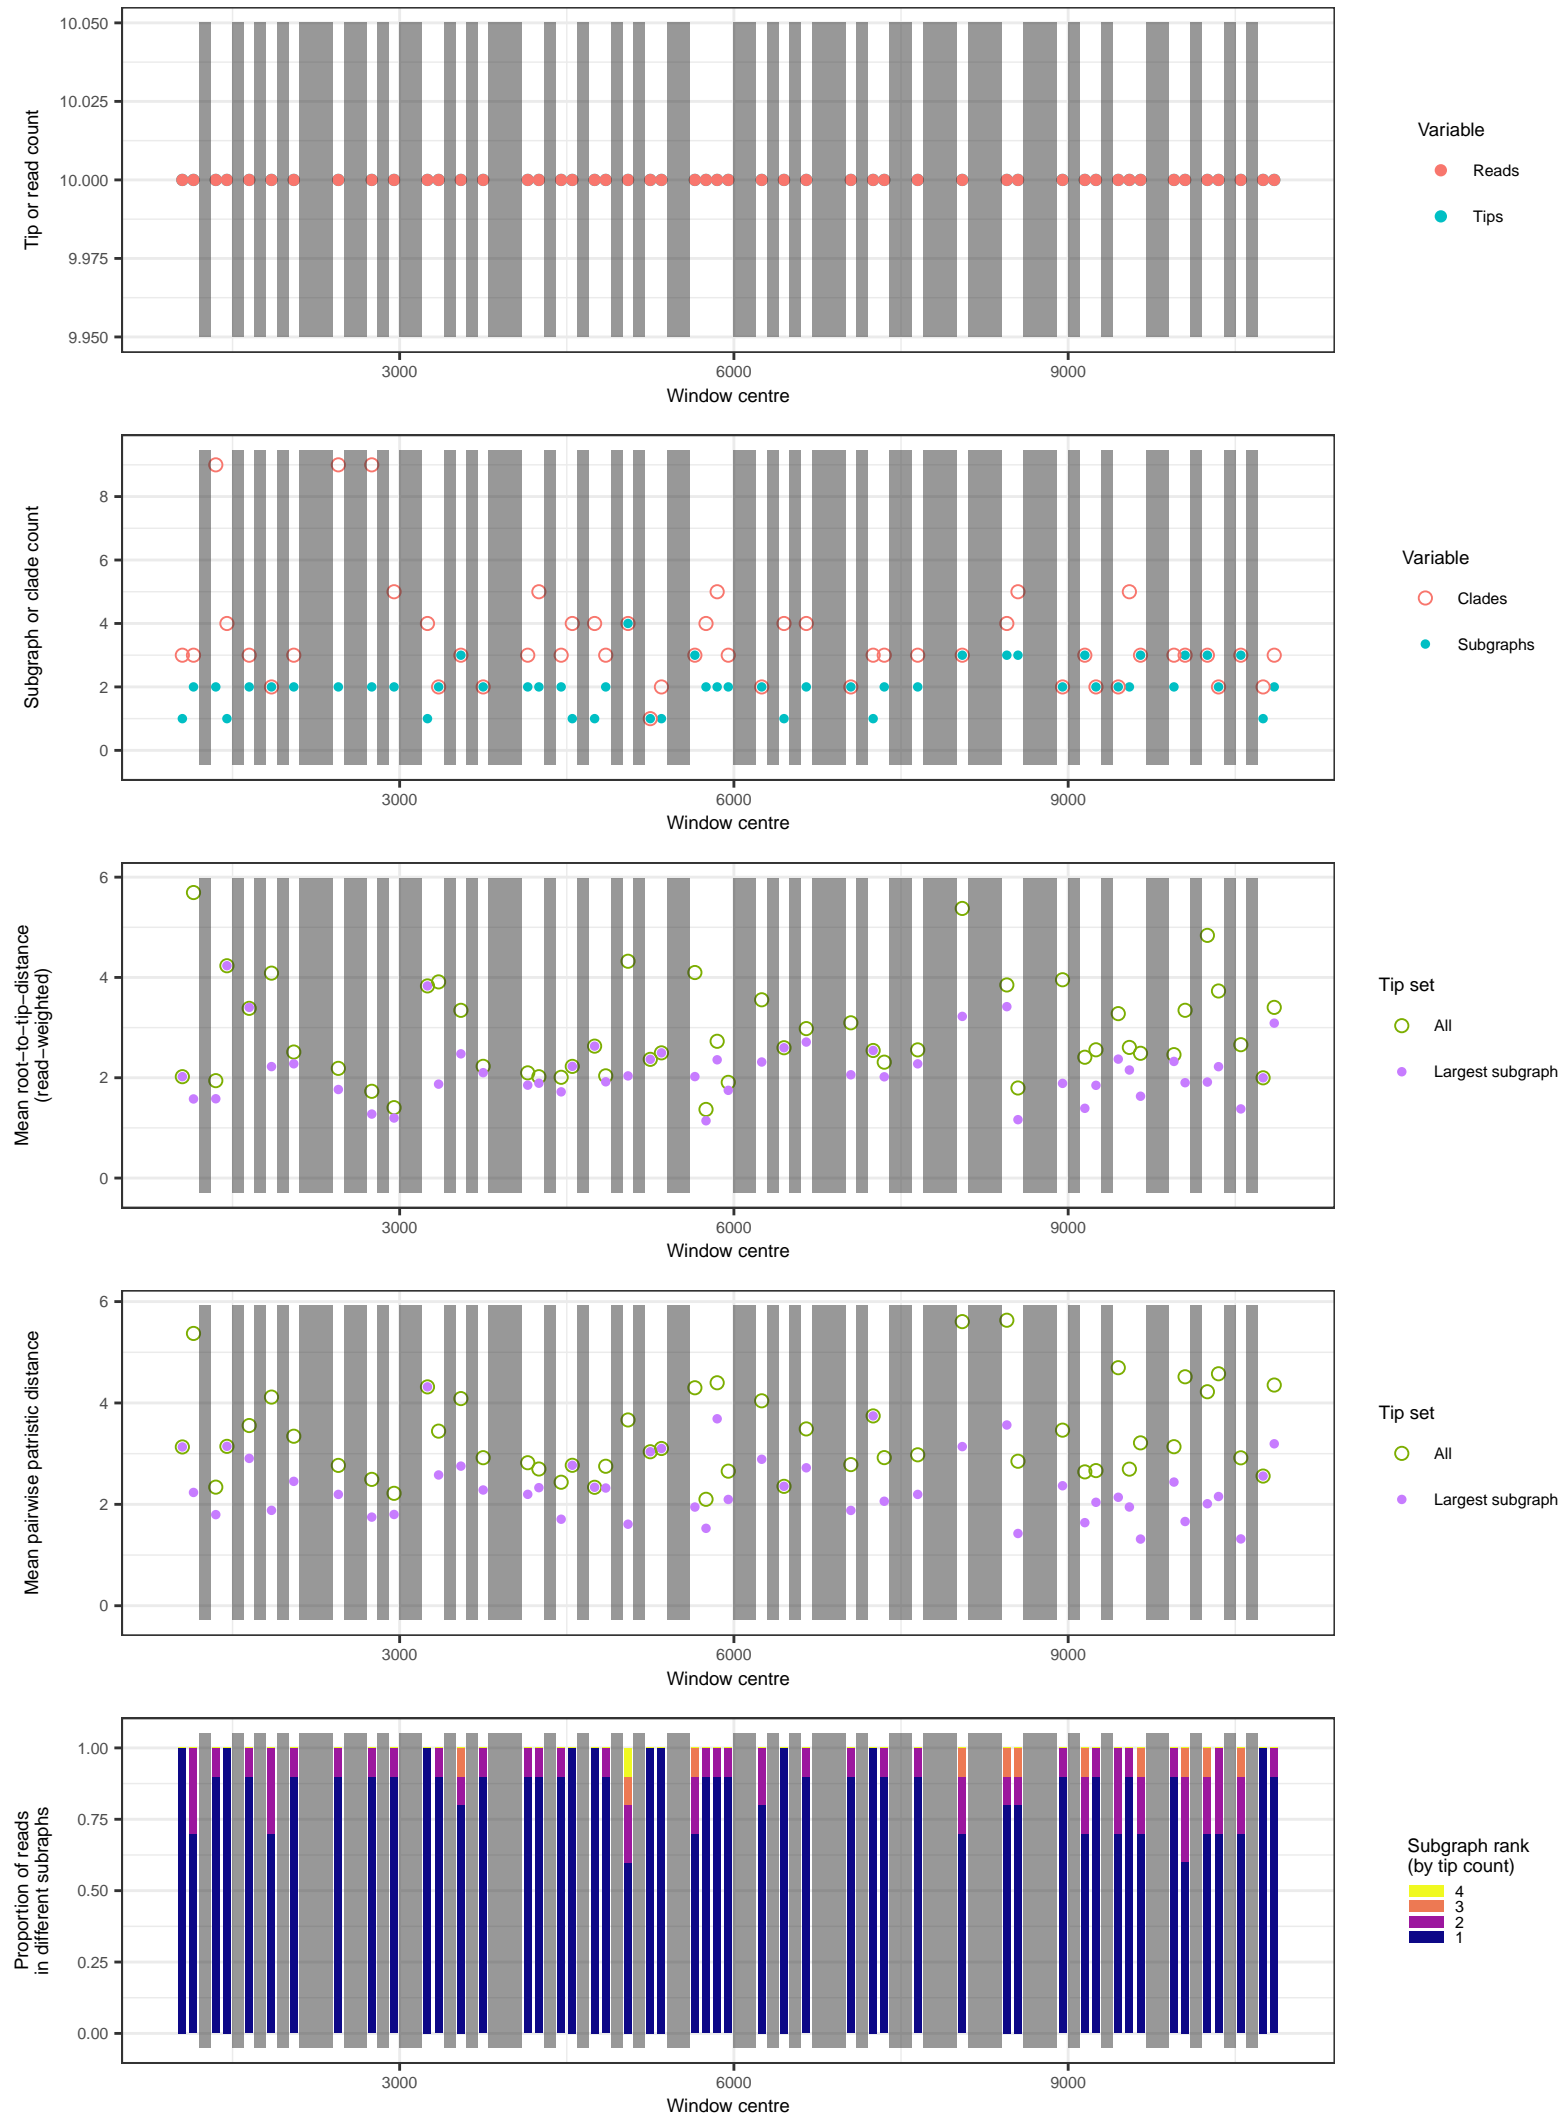 10.050
10.025
10.000
9.975
9.950
Tip or read count
3000
6000
9000
Window centre
Variable
Reads
Tips
8
6
4
2
0
Subgraph or clade count
3000
6000
9000
Window centre
Variable
Clades
Subgraphs
6
4
2
0
Mean root−to−tip−distance
(read−weighted)
3000
6000
9000
Window centre
Tip set
All
Largest subgraph
6
4
2
0
Mean pairwise patristic distance
3000
6000
9000
Window centre
Tip set
All
Largest subgraph
1.00
0.75
0.50
0.25
0.00
Proportion of reads
in different subraphs
3000
6000
9000
Window centre
Subgraph rank
(by tip count)
4
3
2
1